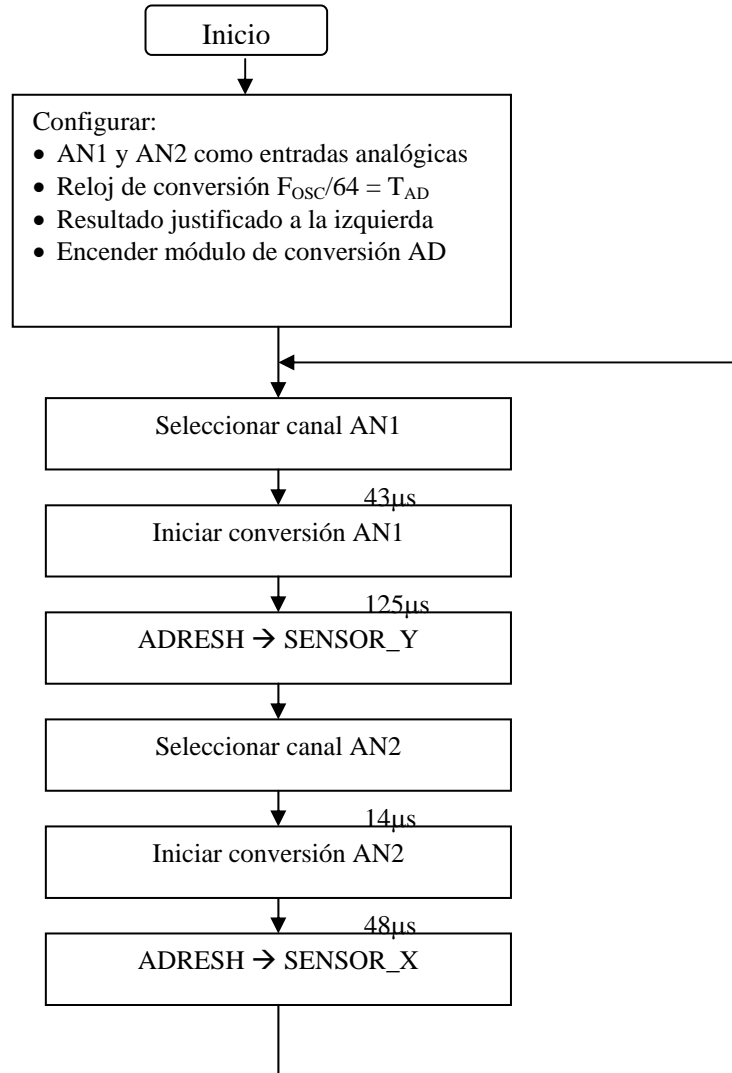 Inicio
Configurar:
• AN1 y AN2 como entradas analógicas
• Reloj de conversión FOSC/64 = TAD
• Resultado justificado a la izquierda
• Encender módulo de conversión AD
Seleccionar canal AN1
43µs
Iniciar conversión AN1
125µs
ADRESH → SENSOR_Y
Seleccionar canal AN2
14µs
Iniciar conversión AN2
48µs
ADRESH → SENSOR_X